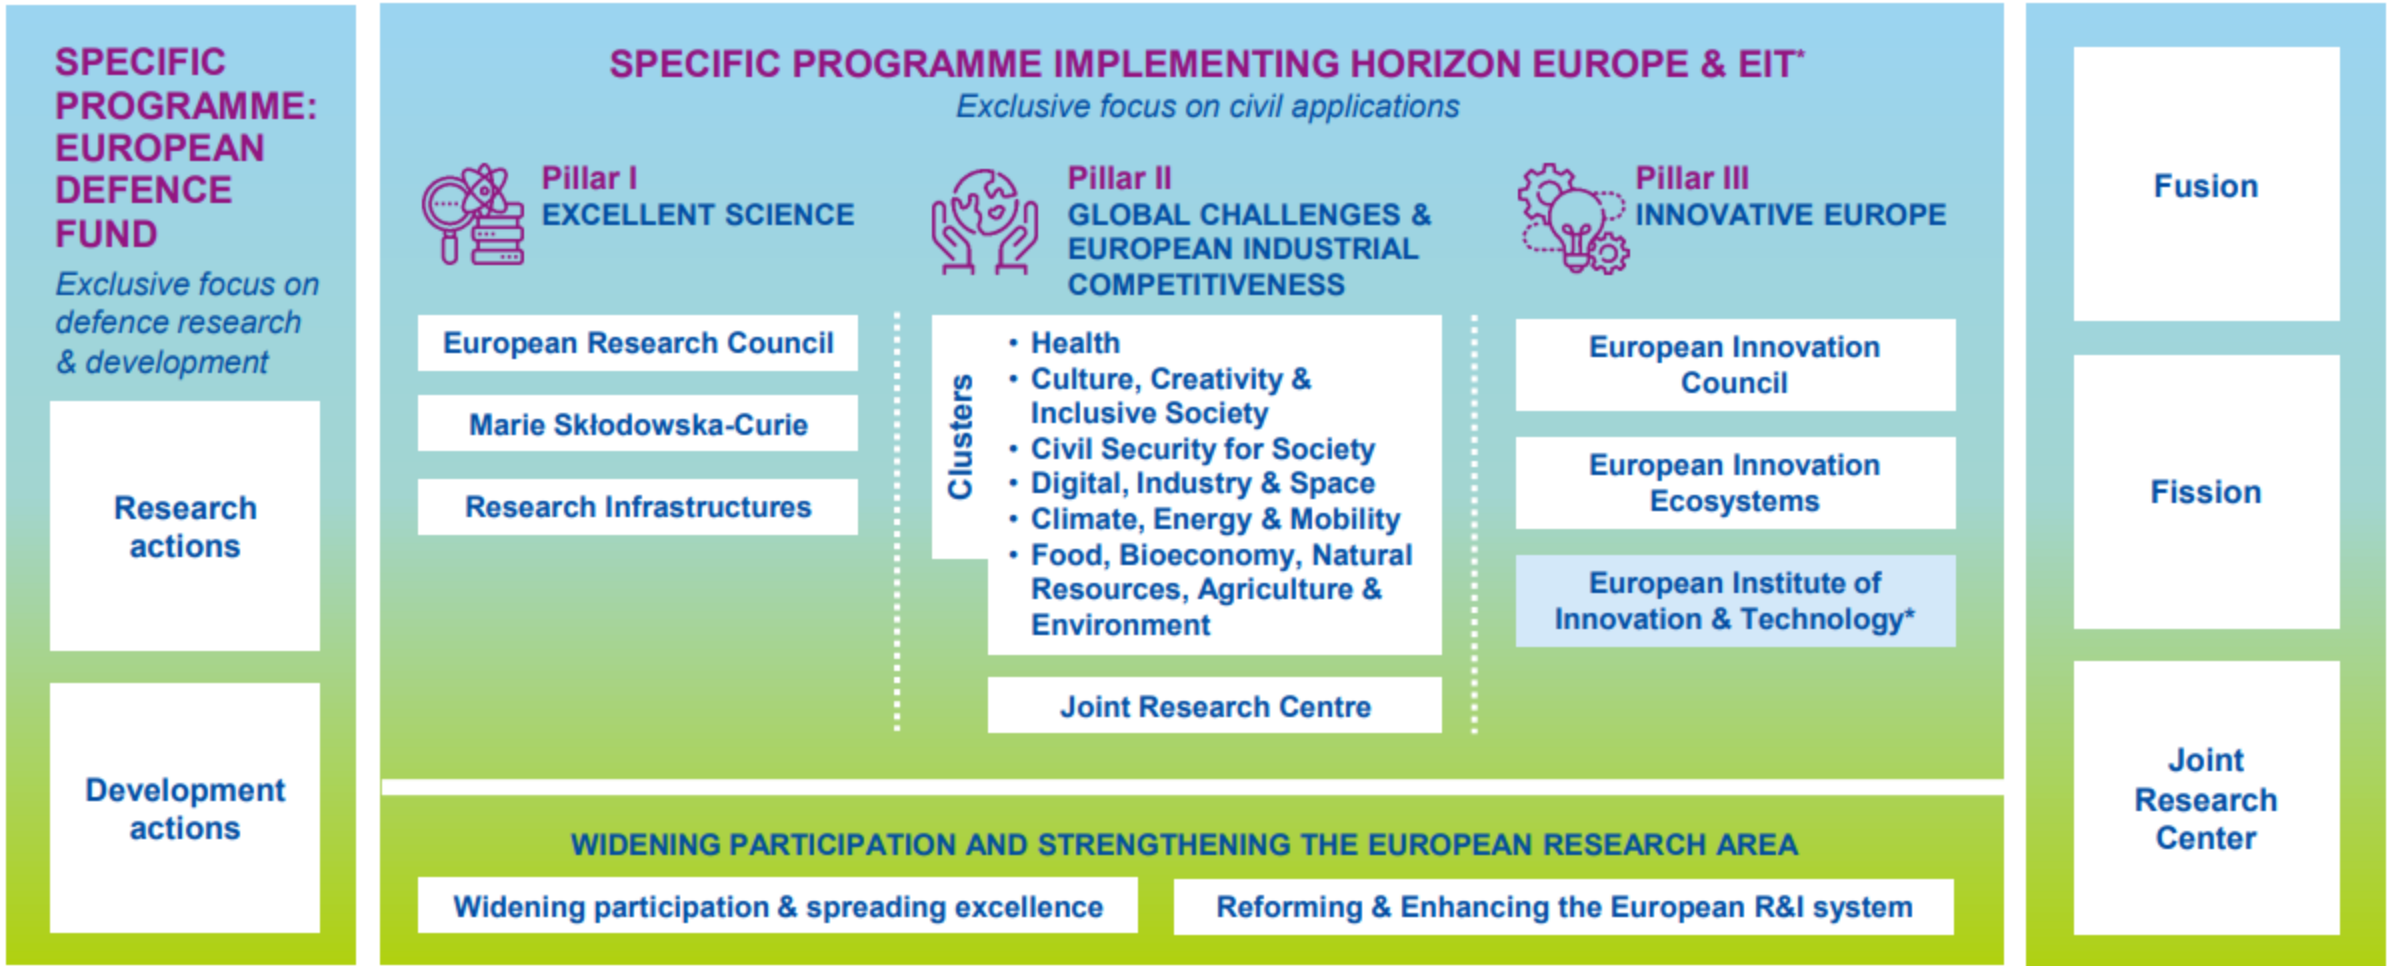 SPECIFIC
PROGRAMME:
EUROPEAN
DEFENCE
FUND
Exclusive focus on
defence research
& development
Research
actions
Development
actions
SPECIFIC PROGRAMME IMPLEMENTING HORIZON EUROPE & EIT*
Exclusive focus on civil applications
Pillar I
EXCELLENT SCIENCE
European Research Council
Marie Skłodowska-Curie
Research Infrastructures
Pillar II
GLOBAL CHALLENGES &
EUROPEAN INDUSTRIAL
COMPETITIVENESS
Clusters
• Health
• Culture, Creativity &
Inclusive Society
• Civil Security for Society
• Digital, Industry & Space
• Climate, Energy & Mobility
• Food, Bioeconomy, Natural
Resources, Agriculture &
Environment
Joint Research Centre
Pillar III
INNOVATIVE EUROPE
European Innovation
Council
European Innovation
Ecosystems
European Institute of
Innovation & Technology*
WIDENING PARTICIPATION AND STRENGTHENING THE EUROPEAN RESEARCH AREA
Widening participation & spreading excellence
Reforming & Enhancing the European R&I system
Fusion
Fission
Joint
Research
Center